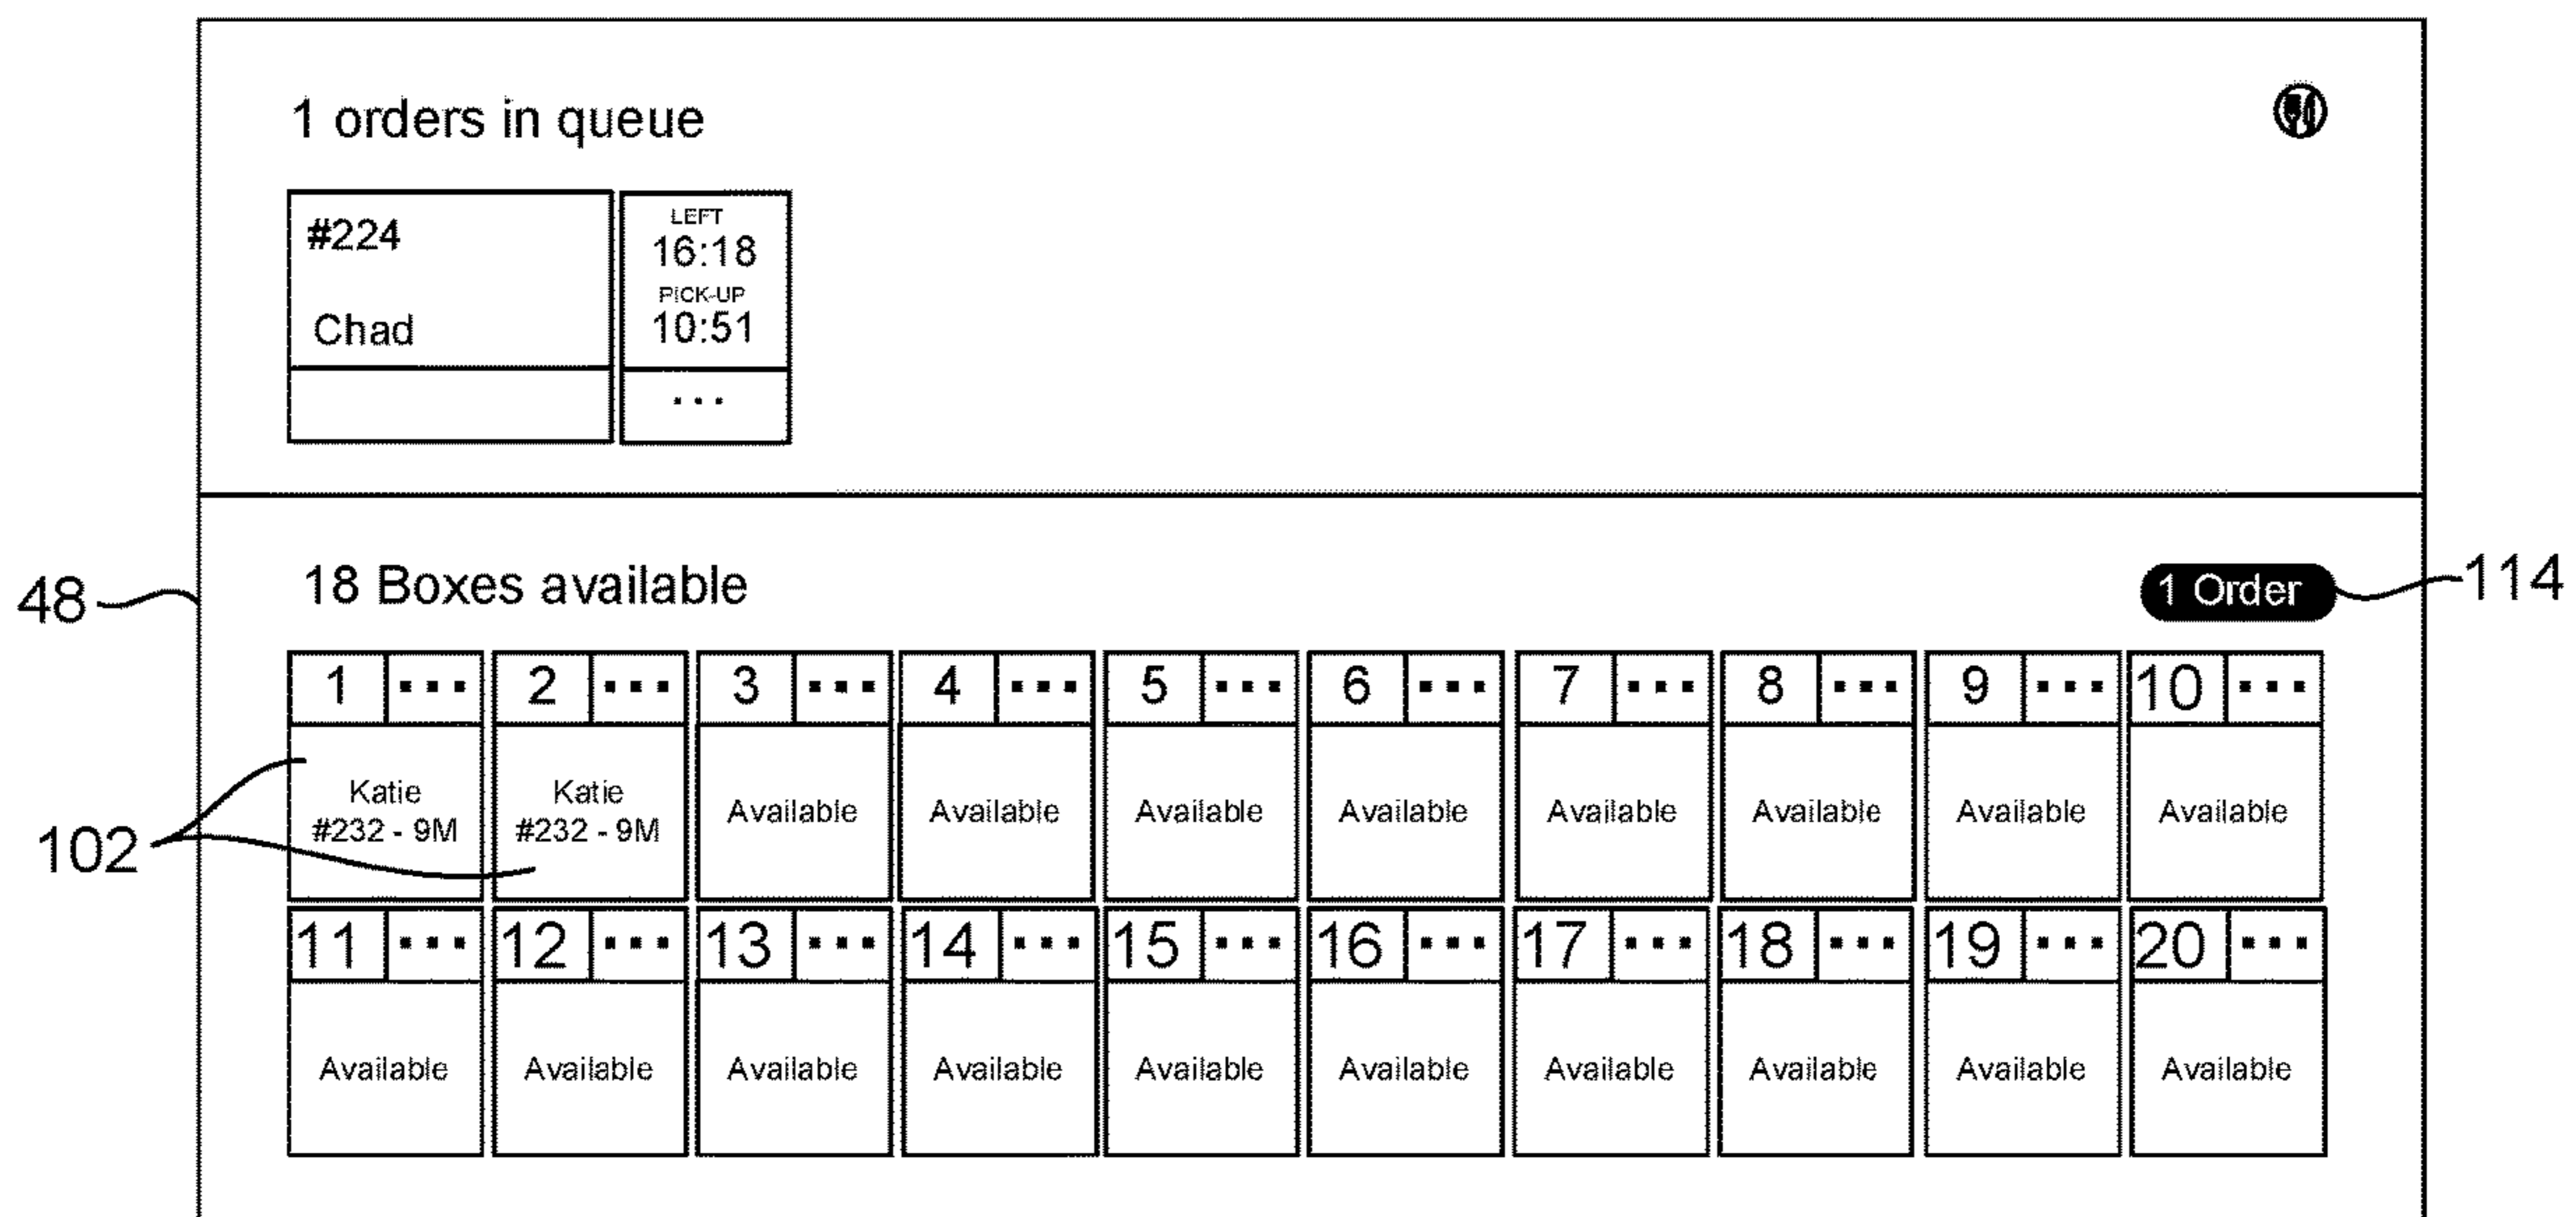 1 orders in queue
#224
Chad
LEFT
16:18
PICK-UP
10:51
...
48
18 Boxes available
1 Order
114
1 ... 2 ... 3 ... 4 ... 5 ... 6 ... 7 ... 8 ... 9 ... 10 ...
Katie
#232 - 9M
Katie
#232 - 9M
Available Available Available Available Available Available Available Available
102
11 ... 12 ... 13 ... 14 ... 15 ... 16 ... 17 ... 18 ... 19 ... 20 ...
Available Available Available Available Available Available Available Available Available Available